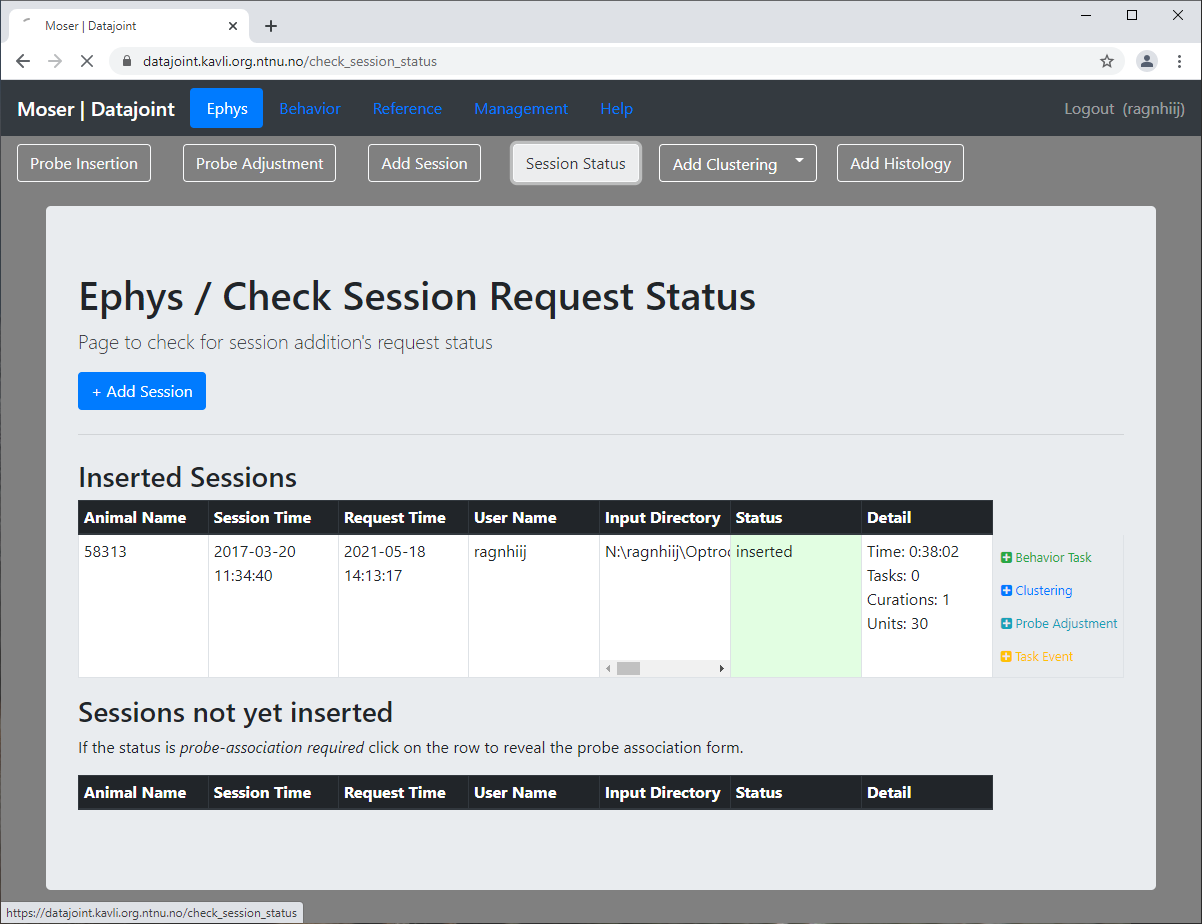 Moser | Datajoint
datajoint.kavli.org.ntnu.no/check_session_status
Moser | Datajoint Ephys Behavior Reference Management Help Logout (ragnhiij)
Probe Insertion Probe Adjustment Add Session Session Status Add Clustering Add Histology
Ephys / Check Session Request Status
Page to check for session addition's request status
+ Add Session
Inserted Sessions
Animal Name Session Time Request Time User Name Input Directory Status Detail
58313 2017-03-20 2021-05-18 ragnhiij N:\ragnhiij\Optro inserted Time: 0:38:02
11:34:40 14:13:17 Tasks: 0
Curations: 1
Units: 30
Behavior Task
Clustering
Probe Adjustment
Task Event
Sessions not yet inserted
If the status is probe-association required click on the row to reveal the probe association form.
Animal Name Session Time Request Time User Name Input Directory Status Detail
https://datajoint.kavli.org.ntnu.no/check_session_status